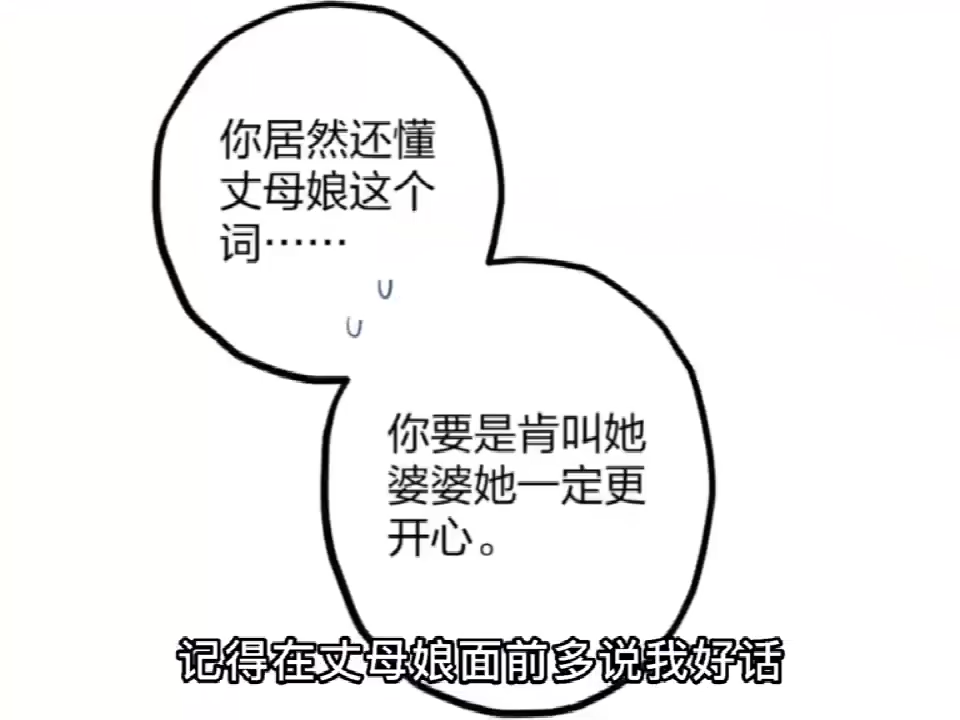 你居然还懂
丈母娘这个
词……
你要是肯叫她
婆婆她一定更
开心。
记得在丈母娘面前多说我好话